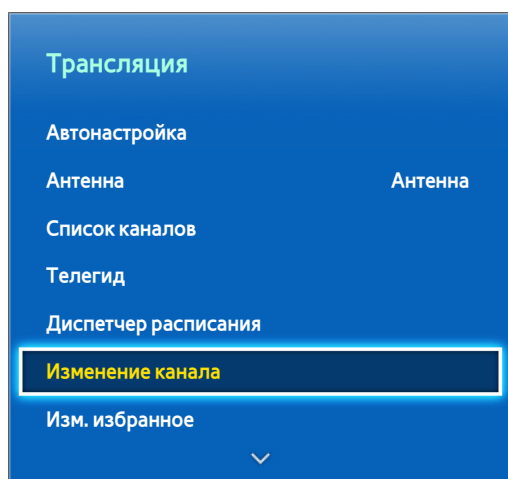 Трансляция
Автонастройка
Антенна Антенна
Список каналов
Телегид
Диспетчер расписания
Изменение канала
Изм. избранное